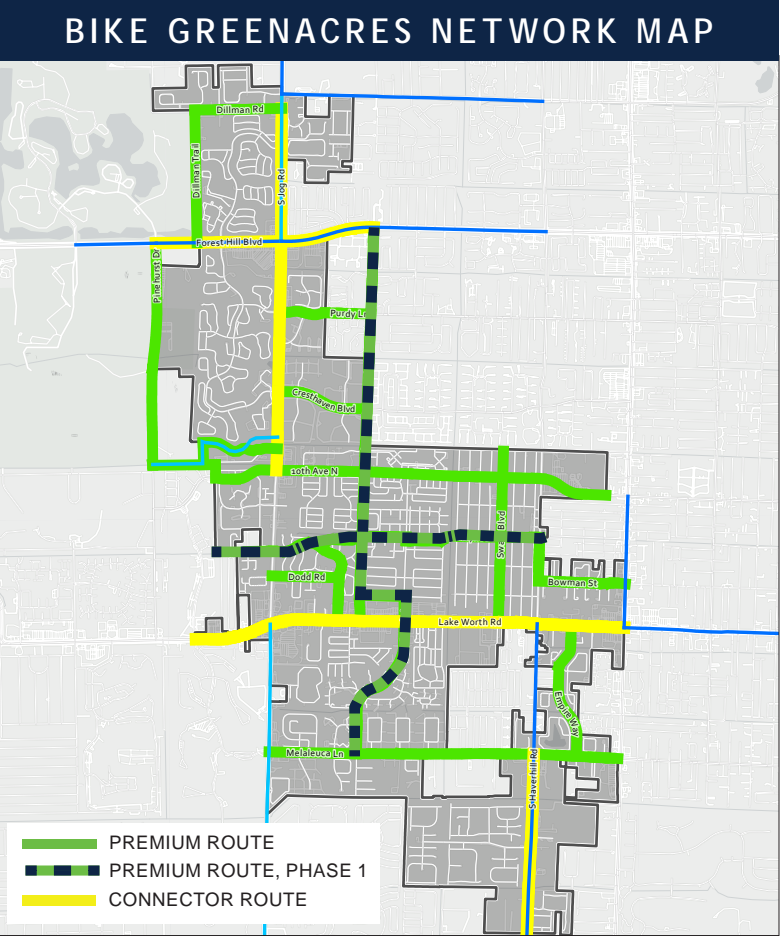 BIKE GREENACRES NETWORK MAP
Dillman Rd
Dillman Trail
S Jog Rd
Forest Hill Blvd
Pinehurst Dr
Purdy Ln
Cresthaven Blvd
10th Ave N
Swain Blvd
Dodd Rd
Bowman St
Lake Worth Rd
Empire Way
Melaleuca Ln
S Haverhill Rd
PREMIUM ROUTE
PREMIUM ROUTE, PHASE 1
CONNECTOR ROUTE